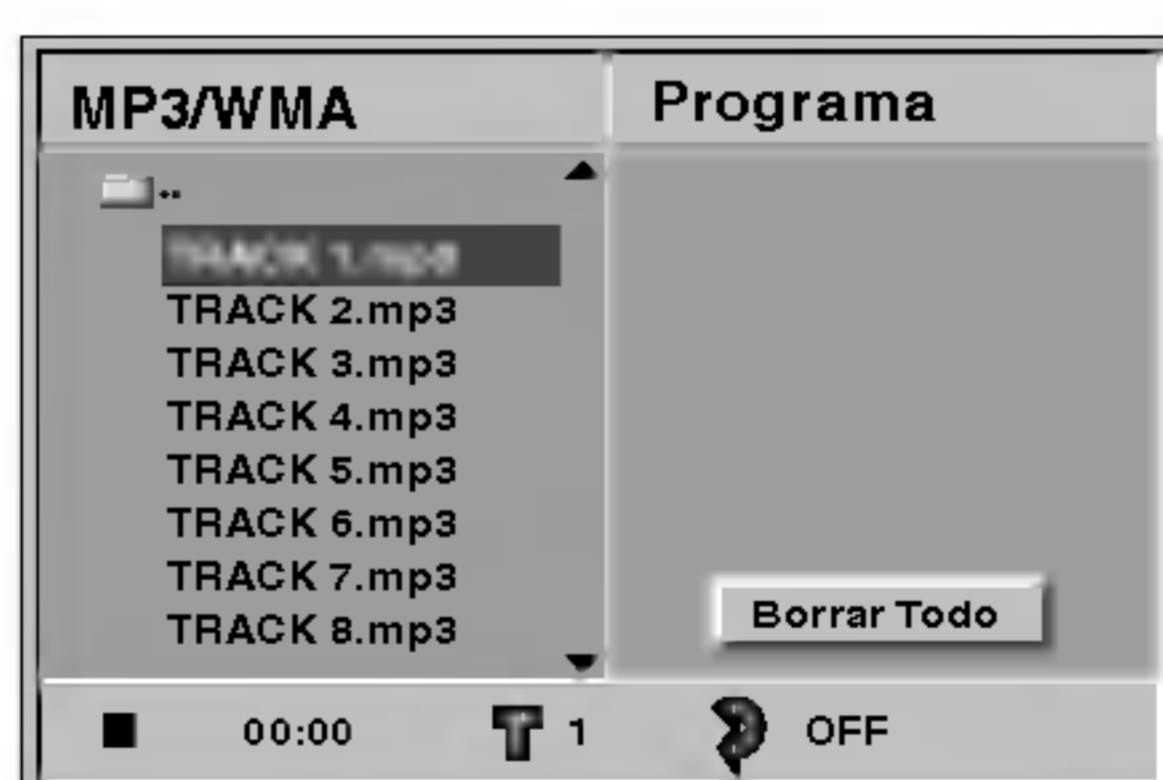 MP3/WMA
Programa
..
TRACK 1.mp3
TRACK 2.mp3
TRACK 3.mp3
TRACK 4.mp3
TRACK 5.mp3
TRACK 6.mp3
TRACK 7.mp3
TRACK 8.mp3
Borrar Todo
00:00
T 1
OFF